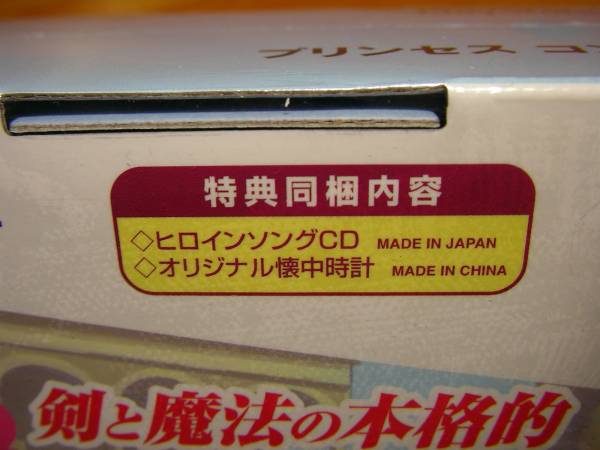 プリンセス コ
特典同梱内容
◇ヒロインソングCD MADE IN JAPAN
◇オリジナル懐中時計 MADE IN CHINA
剣と魔法の本格的